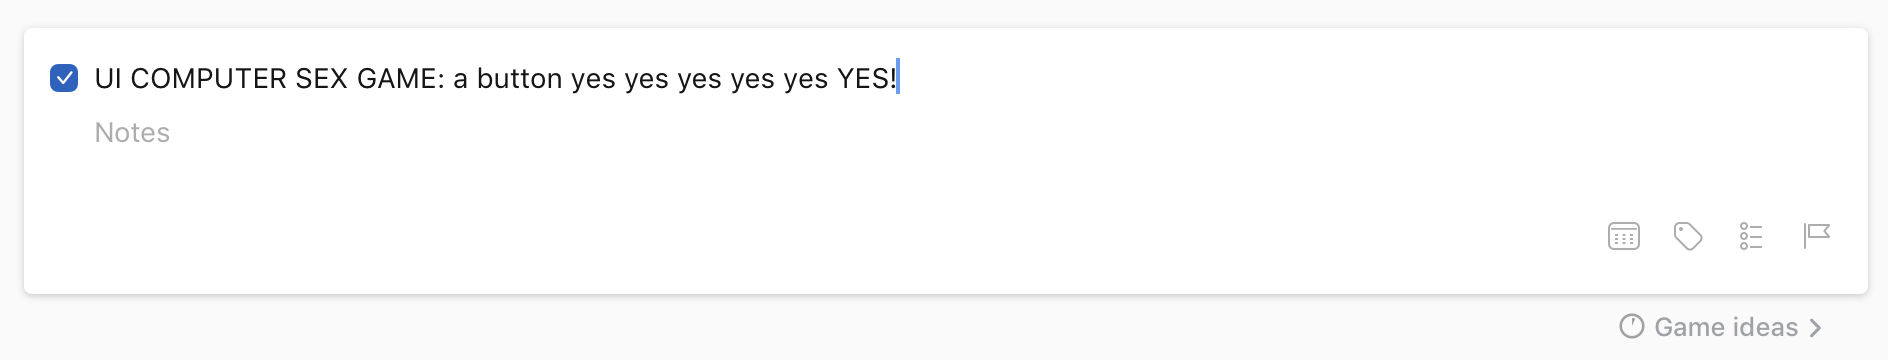 UI COMPUTER SEX GAME: a button yes yes yes yes yes YES!
Notes
Game ideas